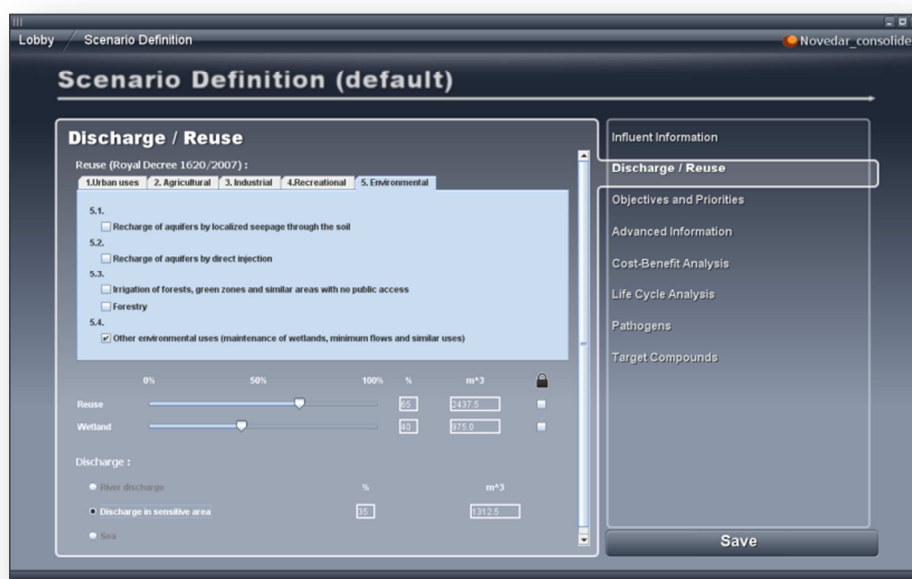 Lobby / Scenario Definition
Novedar_consolide
Scenario Definition (default)
Discharge / Reuse
Reuse (Royal Decree 1620/2007) :
1.Urban uses 2. Agricultural 3. Industrial 4.Recreational 5. Environmental
5.1.
Recharge of aquifers by localized seepage through the soil
5.2.
Recharge of aquifers by direct injection
5.3.
Irrigation of forests, green zones and similar areas with no public access
Forestry
5.4.
Other environmental uses (maintenance of wetlands, minimum flows and similar uses)
0% 50% 100% % m^3
Reuse 65 2437.5
Wetland 40 975.0
Discharge :
River discharge % m^3
Discharge in sensitive area 35 1312.5
Sea
Influent Information
Discharge / Reuse
Objectives and Priorities
Advanced Information
Cost-Benefit Analysis
Life Cycle Analysis
Pathogens
Target Compounds
Save